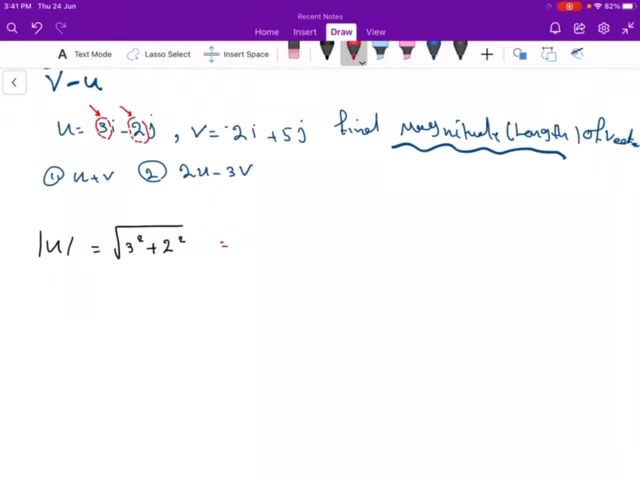 3:41 PM Thu 24 Jun
Recent Notes
82%
Home Insert Draw View
A Text Mode Lasso Select Insert Space
V-u
u= 3i-2j , v= -2i +5j find magnitude (Length) of
① u+v ② 2u-3v
|u| = √3²+2² =